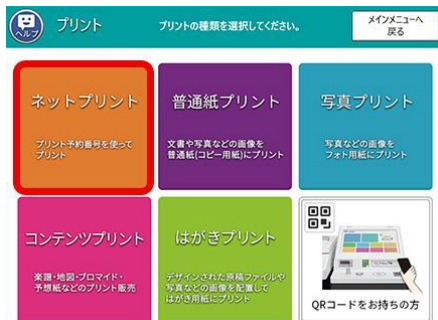 ヘルプ
プリント
プリントの種類を選択してください。
メインメニューへ
戻る
ネットプリント
プリント予約番号を使って
プリント
普通紙プリント
文書や写真などの画像を
普通紙(コピー用紙)にプリント
写真プリント
写真などの画像を
フォト用紙にプリント
コンテンツプリント
楽譜・地図・ブロマイド・
予想紙などのプリント販売
はがきプリント
デザインされた原稿ファイルや
写真などの画像を配置して
はがき用紙にプリント
QRコードをお持ちの方